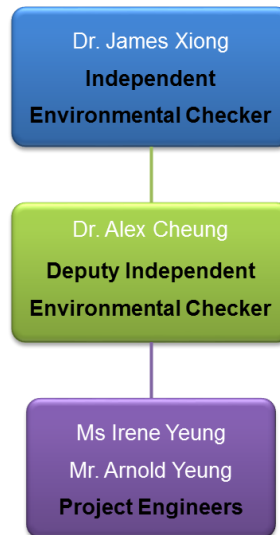 Dr. James Xiong
Independent
Environmental Checker
Dr. Alex Cheung
Deputy Independent
Environmental Checker
Ms Irene Yeung
Mr. Arnold Yeung
Project Engineers